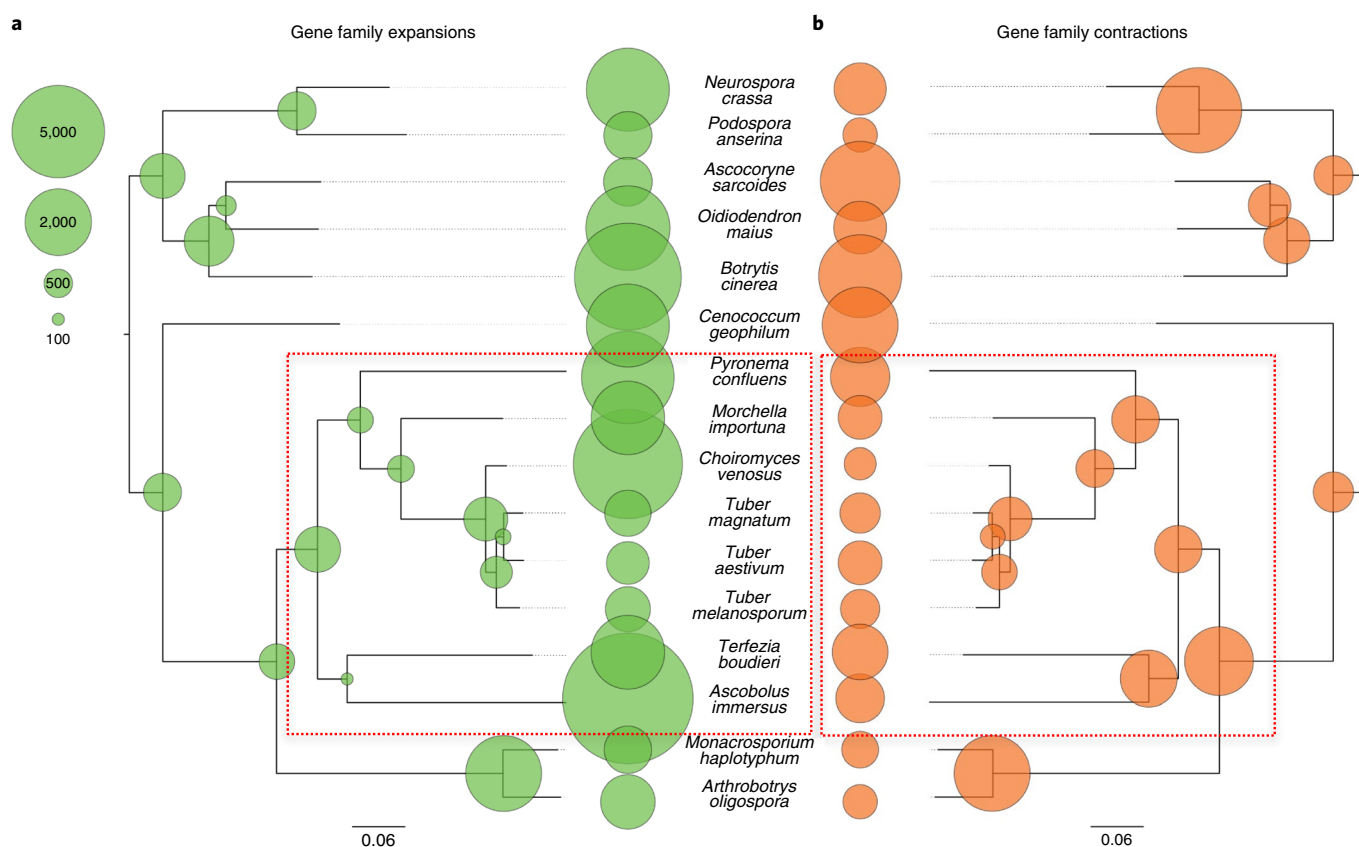 a
Gene family expansions
b
Gene family contractions
5,000
2,000
500
100
Neurospora
crassa
Podospora
anserina
Ascocoryne
sarcoides
Oidiodendron
maius
Botrytis
cinerea
Cenococcum
geophilum
Pyronema
confluens
Morchella
importuna
Choiromyces
venosus
Tuber
magnatum
Tuber
aestivum
Tuber
melanosporum
Terfezia
boudieri
Ascobolus
immersus
Monacrosporium
haplotyphum
Arthrobotrys
oligospora
0.06
0.06